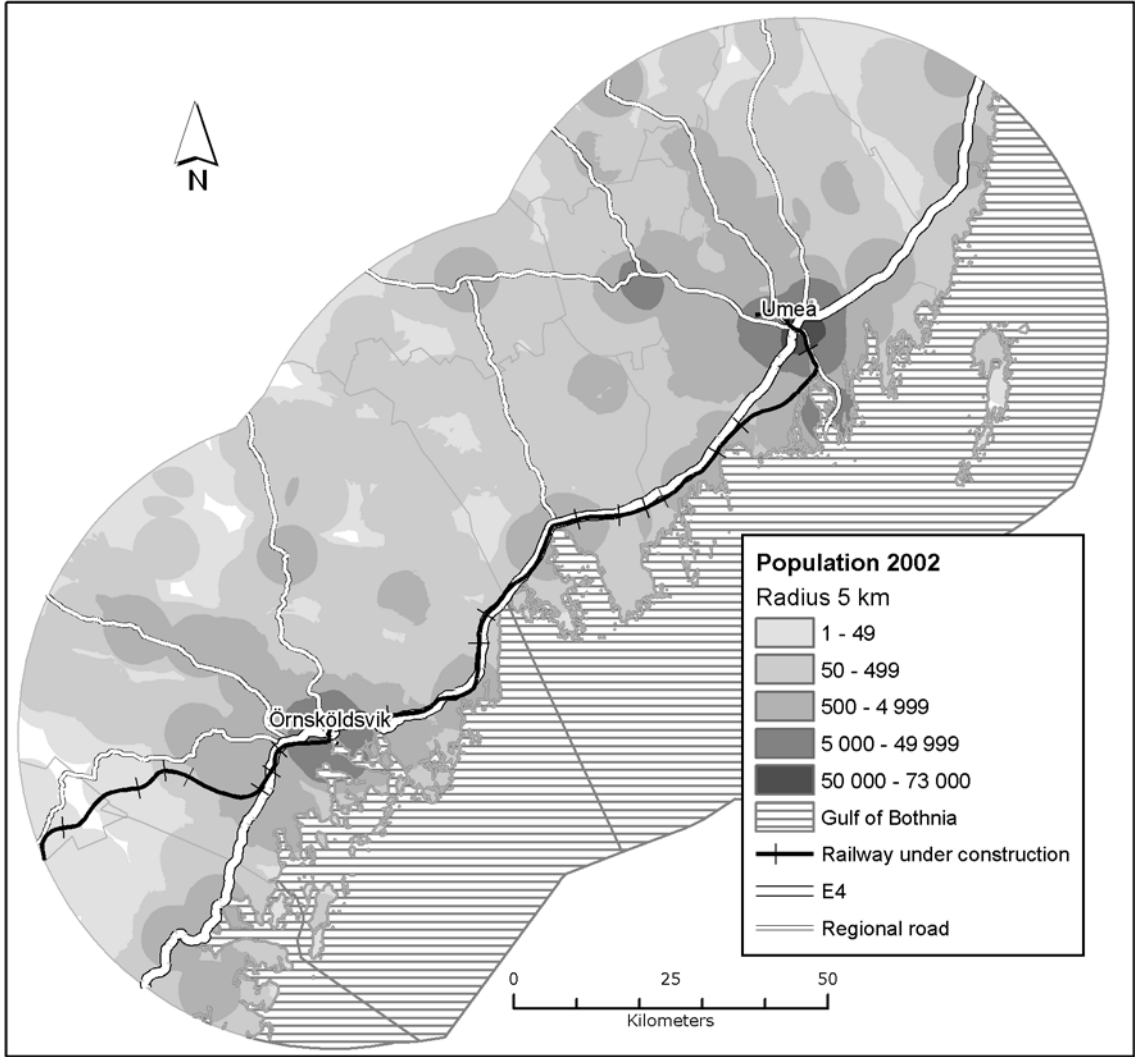 N
Umeå
Örnsköldsvik
Population 2002
Radius 5 km
1 - 49
50 - 499
500 - 4 999
5 000 - 49 999
50 000 - 73 000
Gulf of Bothnia
Railway under construction
E4
Regional road
0 25 50
Kilometers